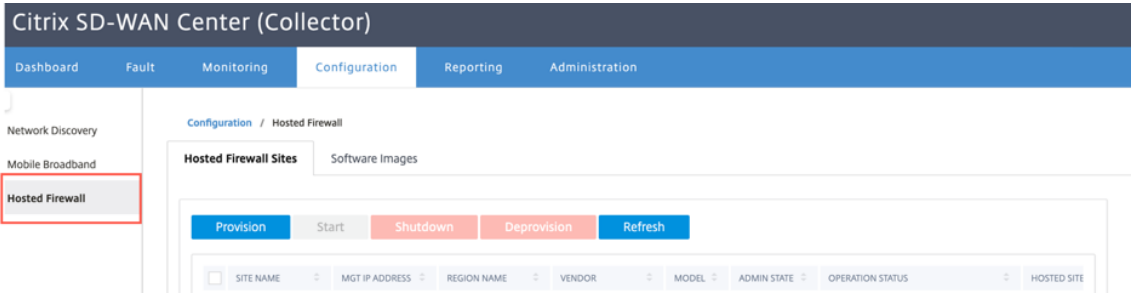 Citrix SD-WAN Center (Collector)
Dashboard Fault Monitoring Configuration Reporting Administration
Network Discovery
Mobile Broadband
Hosted Firewall
Configuration / Hosted Firewall
Hosted Firewall Sites Software Images
Provision Start Shutdown Deprovision Refresh
SITE NAME MGT IP ADDRESS REGION NAME VENDOR MODEL ADMIN STATE OPERATION STATUS HOSTED SITE